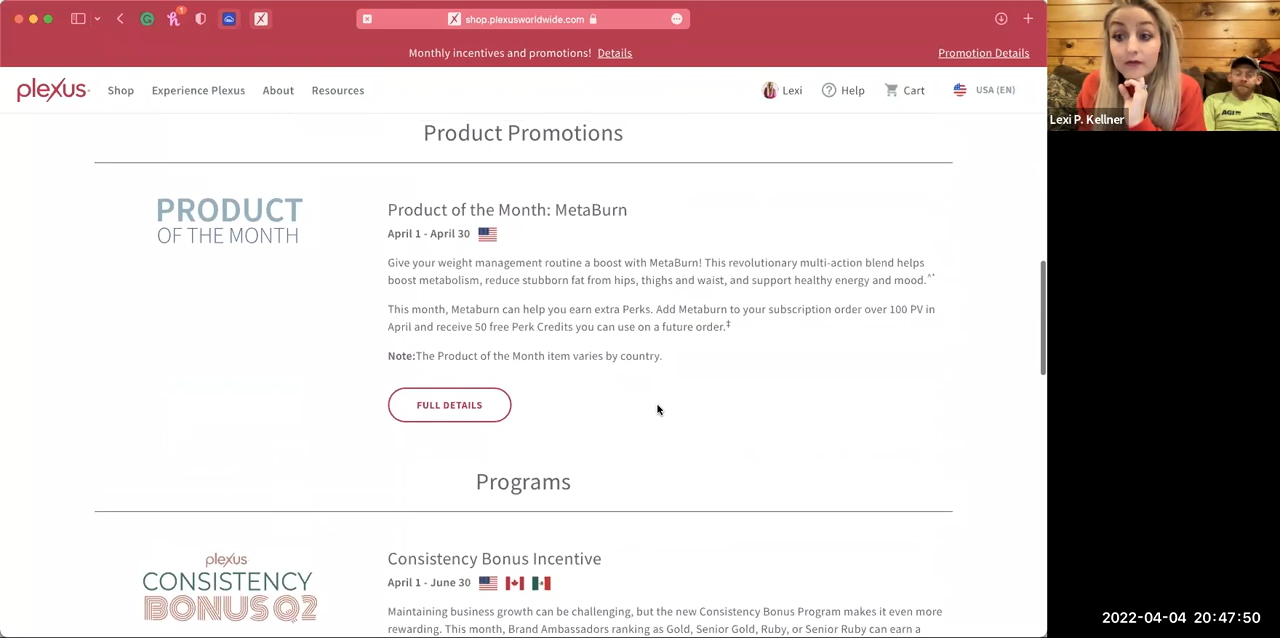 1
shop.plexusworldwide.com
Monthly incentives and promotions! Details
Promotion Details
plexus
Shop
Experience Plexus
About
Resources
Lexi
Help
Cart
USA (EN)
Lexi P. Kellner
Product Promotions
PRODUCT
OF THE MONTH
Product of the Month: MetaBurn
April 1 - April 30
Give your weight management routine a boost with MetaBurn! This revolutionary multi-action blend helps
boost metabolism, reduce stubborn fat from hips, thighs and waist, and support healthy energy and mood.^*
This month, Metaburn can help you earn extra Perks. Add Metaburn to your subscription order over 100 PV in
April and receive 50 free Perk Credits you can use on a future order.‡
Note:The Product of the Month item varies by country.
FULL DETAILS
Programs
plexus
CONSISTENCY
BONUS Q2
Consistency Bonus Incentive
April 1 - June 30
Maintaining business growth can be challenging, but the new Consistency Bonus Program makes it even more
rewarding. This month, Brand Ambassadors ranking as Gold, Senior Gold, Ruby, or Senior Ruby can earn a
2022-04-04 20:47:50